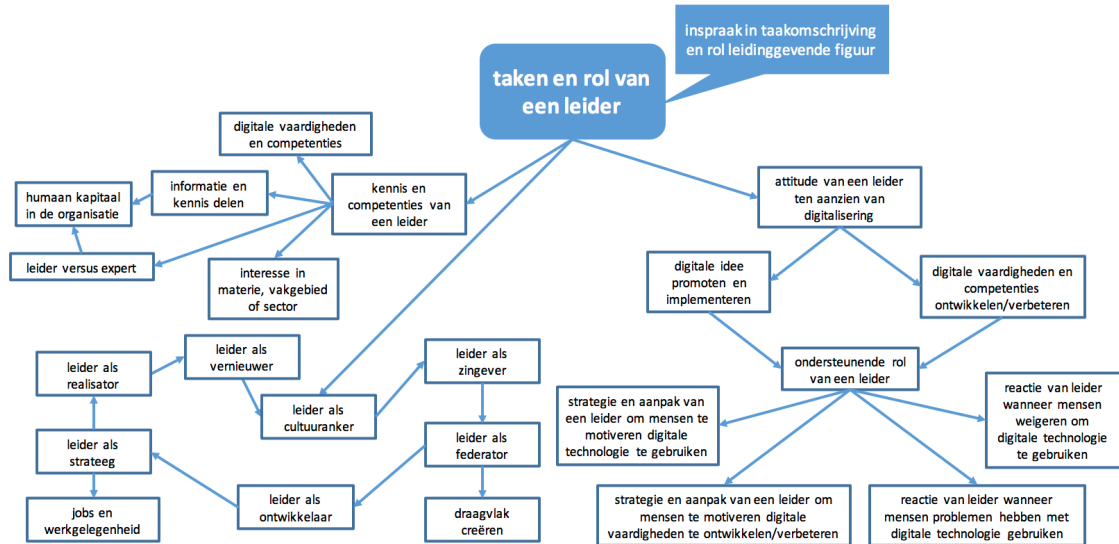 inspraak in taakomschrijving
en rol leidinggevende figuur
taken en rol van
een leider
digitale vaardigheden
en competenties
informatie en
kennis delen
humaan kapitaal
in de organisatie
kennis en
competenties van
een leider
leider versus expert
interesse in
materie, vakgebied
of sector
attitude van een leider
ten aanzien van
digitalisering
digitale idee
promoten en
implementeren
digitale vaardigheden en
competenties
ontwikkelen/verbeteren
leider als
realisator
leider als
vernieuwer
leider als
cultuuranker
leider als
zingever
leider als
strateeg
leider als
federator
jobs en
werkgelegenheid
leider als
ontwikkelaar
draagvlak
creëren
ondersteunende rol
van een leider
strategie en aanpak van
een leider om mensen te
motiveren digitale
technologie te gebruiken
reactie van leider
wanneer mensen
weigeren om
digitale technologie
te gebruiken
strategie en aanpak van een leider om
mensen te motiveren digitale
vaardigheden te ontwikkelen/verbeteren
reactie van leider wanneer
mensen problemen hebben met
digitale technologie gebruiken